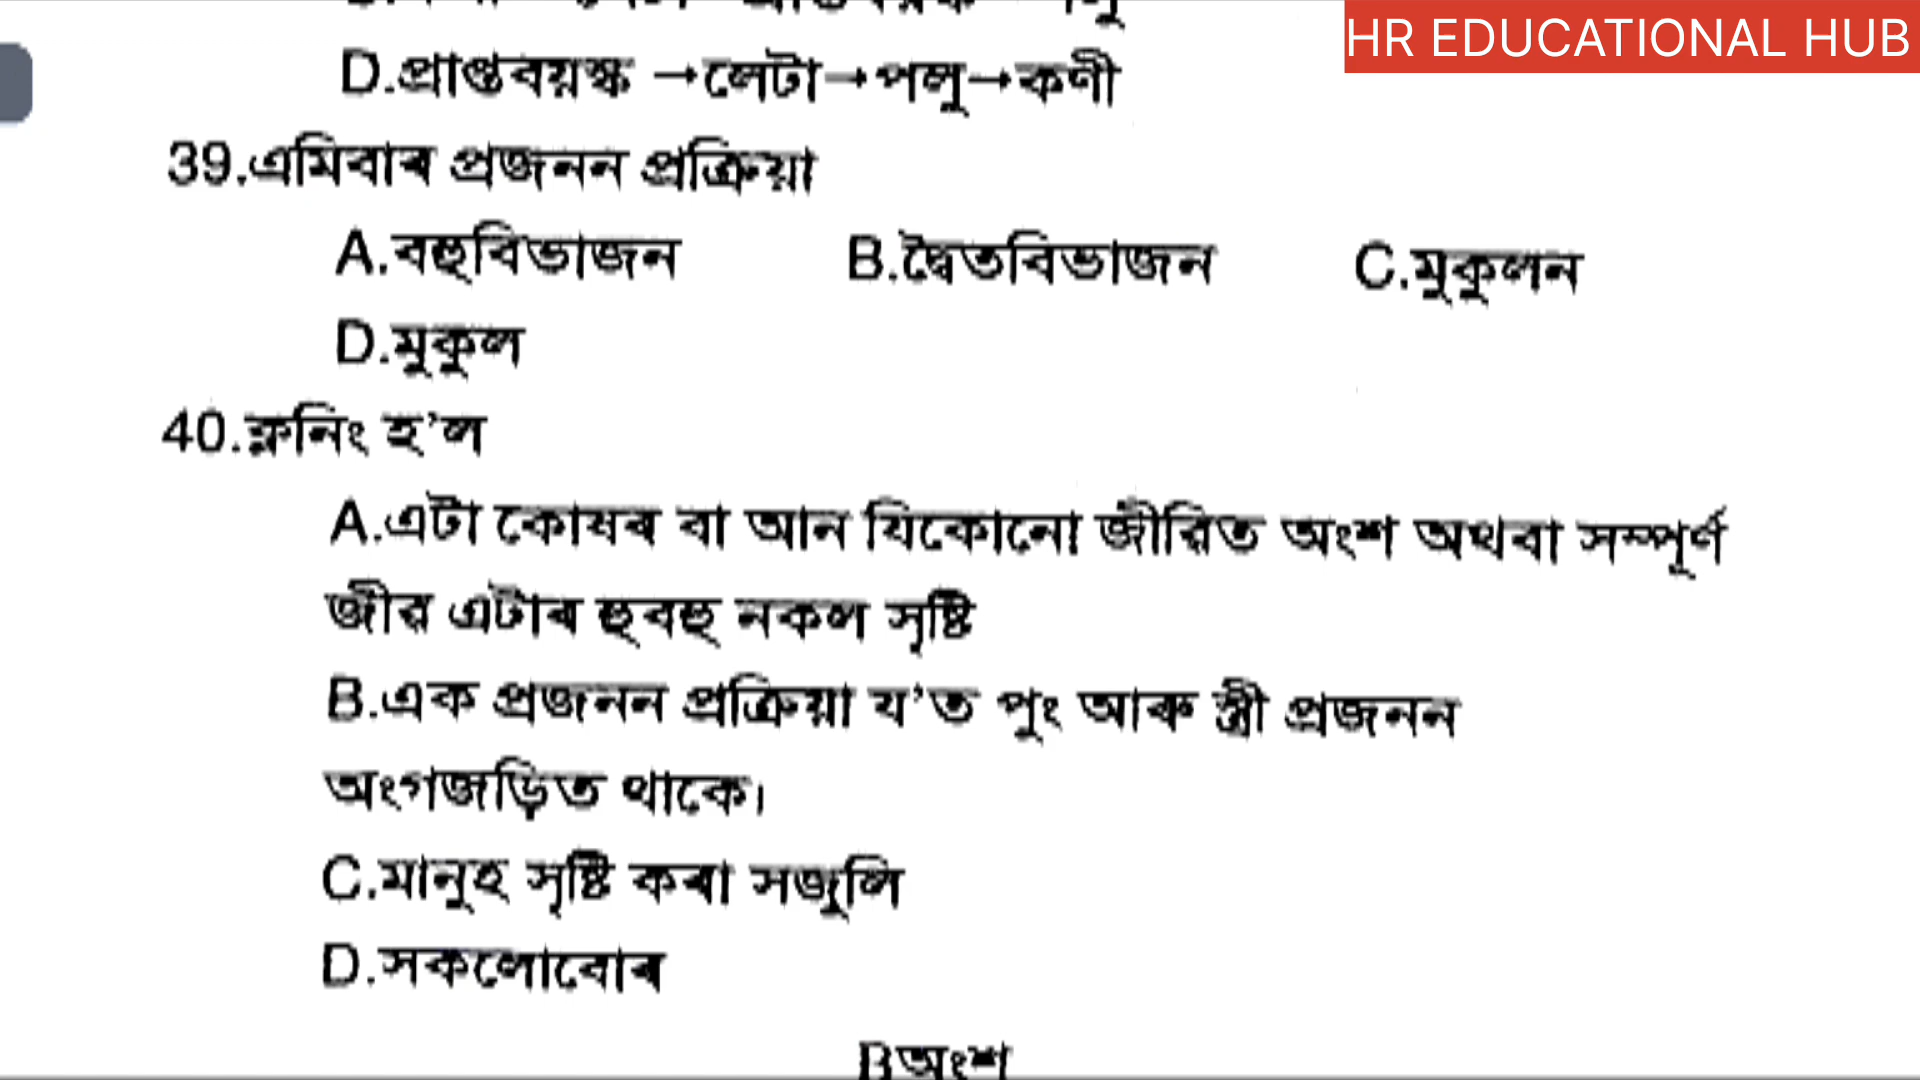 HR EDUCATIONAL HUB
D.প্ৰাপ্তবয়স্ক →লেটা→পলু→কণী
39.এমিবাৰ প্ৰজনন প্ৰক্ৰিয়া
A.বহুবিভাজন B.দ্বৈতবিভাজন C.মুকুলন
D.মুকুল
40.ক্লনিং হ’ল
A.এটা কোষৰ বা আন যিকোনো জীৱিত অংশ অথবা সম্পূৰ্ণ
জীৱ এটাৰ হুবহু নকল সৃষ্টি
B.এক প্ৰজনন প্ৰক্ৰিয়া য’ত পুং আৰু স্ত্ৰী প্ৰজনন
অংগজড়িত থাকে।
C.মানুহ সৃষ্টি কৰা সজুলি
D.সকলোবোৰ
Bঅংশ